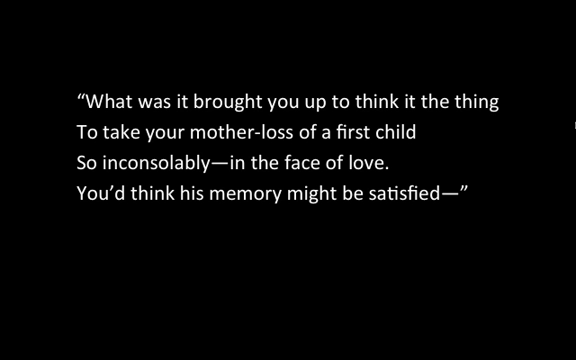 “What was it brought you up to think it the thing
To take your mother-loss of a first child
So inconsolably—in the face of love.
You’d think his memory might be satisfied—”